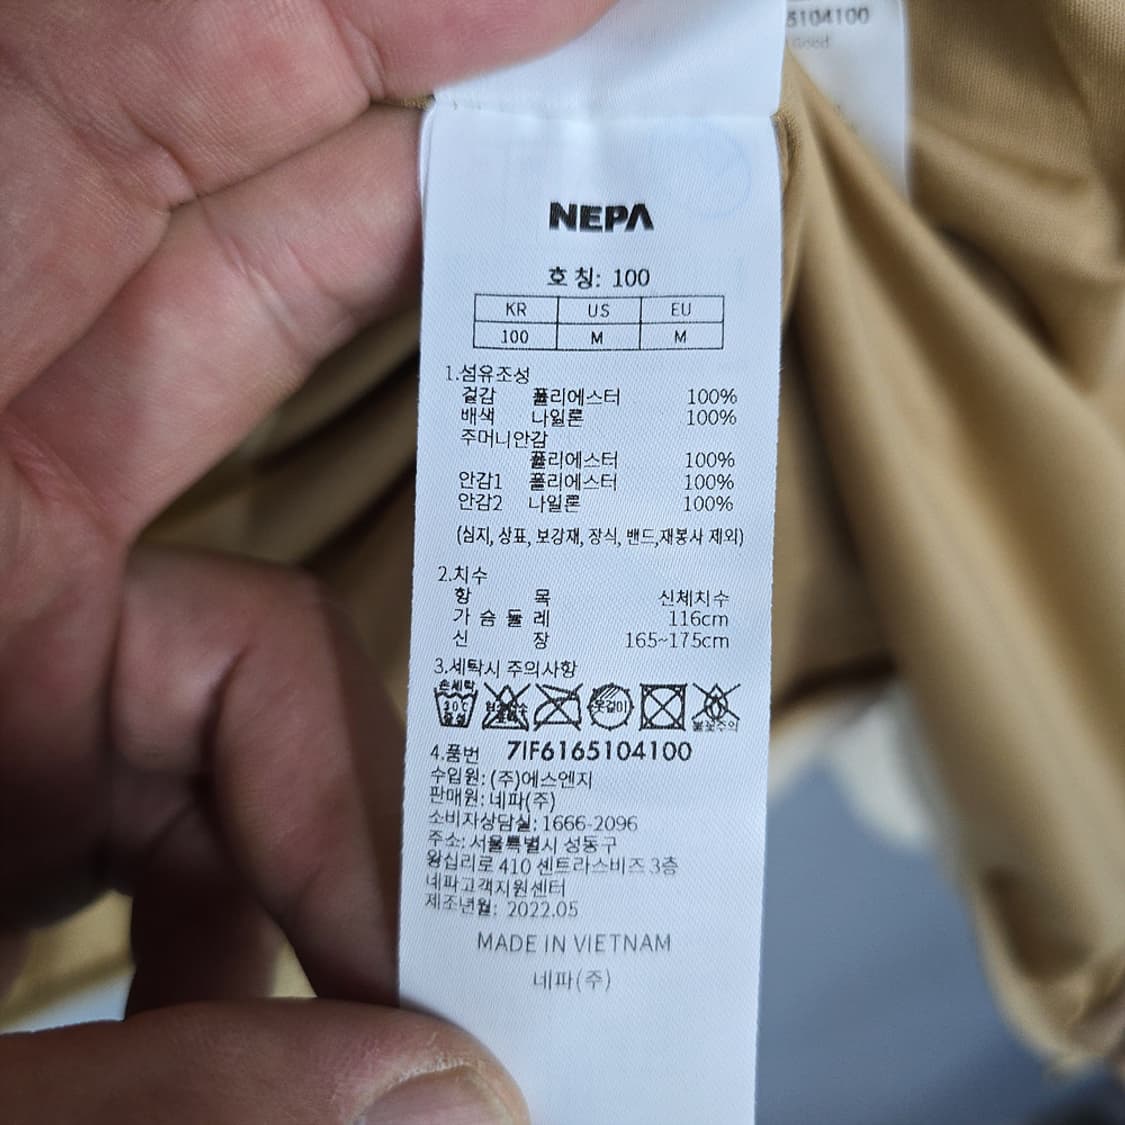 5104100
Good
NEPA
호 칭: 100
KR US EU
100 M M
1.섬유조성
겉감 폴리에스터 100%
배색 나일론 100%
주머니안감
폴리에스터 100%
안감1 폴리에스터 100%
안감2 나일론 100%
(심지, 상표, 보강재, 장식, 밴드,재봉사 제외)
2.치수
항 목 신체치수
가 슴 둘 레 116cm
신 장 165~175cm
3.세탁시 주의사항
손세탁
30℃
중성
옷걸이
불꽃주의
4.품번 7IF6165104100
수입원: (주)에스엔지
판매원: 네파(주)
소비자상담실: 1666-2096
주소: 서울특별시 성동구
왕십리로 410 센트라스비즈 3층
네파고객지원센터
제조년월: 2022.05
MADE IN VIETNAM
네파(주)